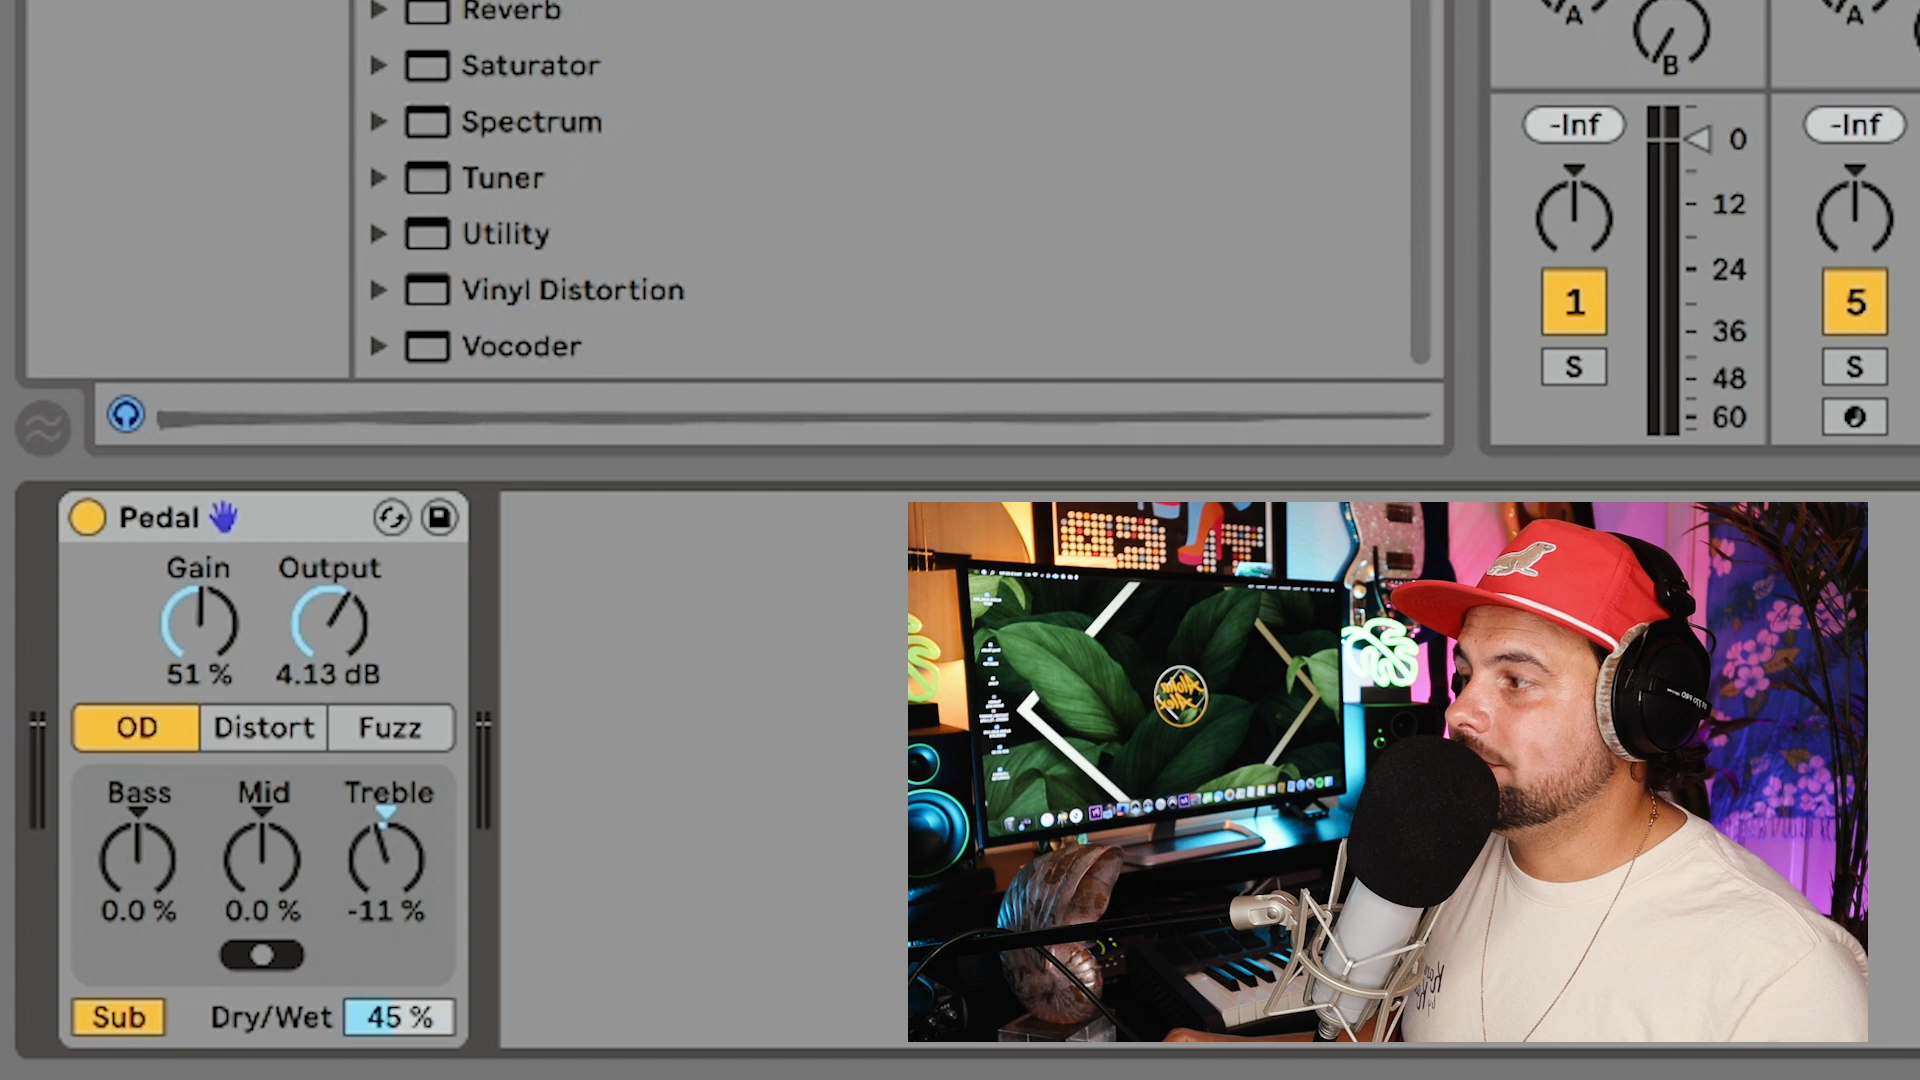 Reverb
Saturator
Spectrum
Tuner
Utility
Vinyl Distortion
Vocoder
A
B
-Inf
0
12
24
36
48
60
1
S
A
-Inf
5
S
Pedal
Gain Output
51 % 4.13 dB
OD Distort Fuzz
Bass Mid Treble
0.0 % 0.0 % -11 %
Sub Dry/Wet 45 %
Aloha
Alex